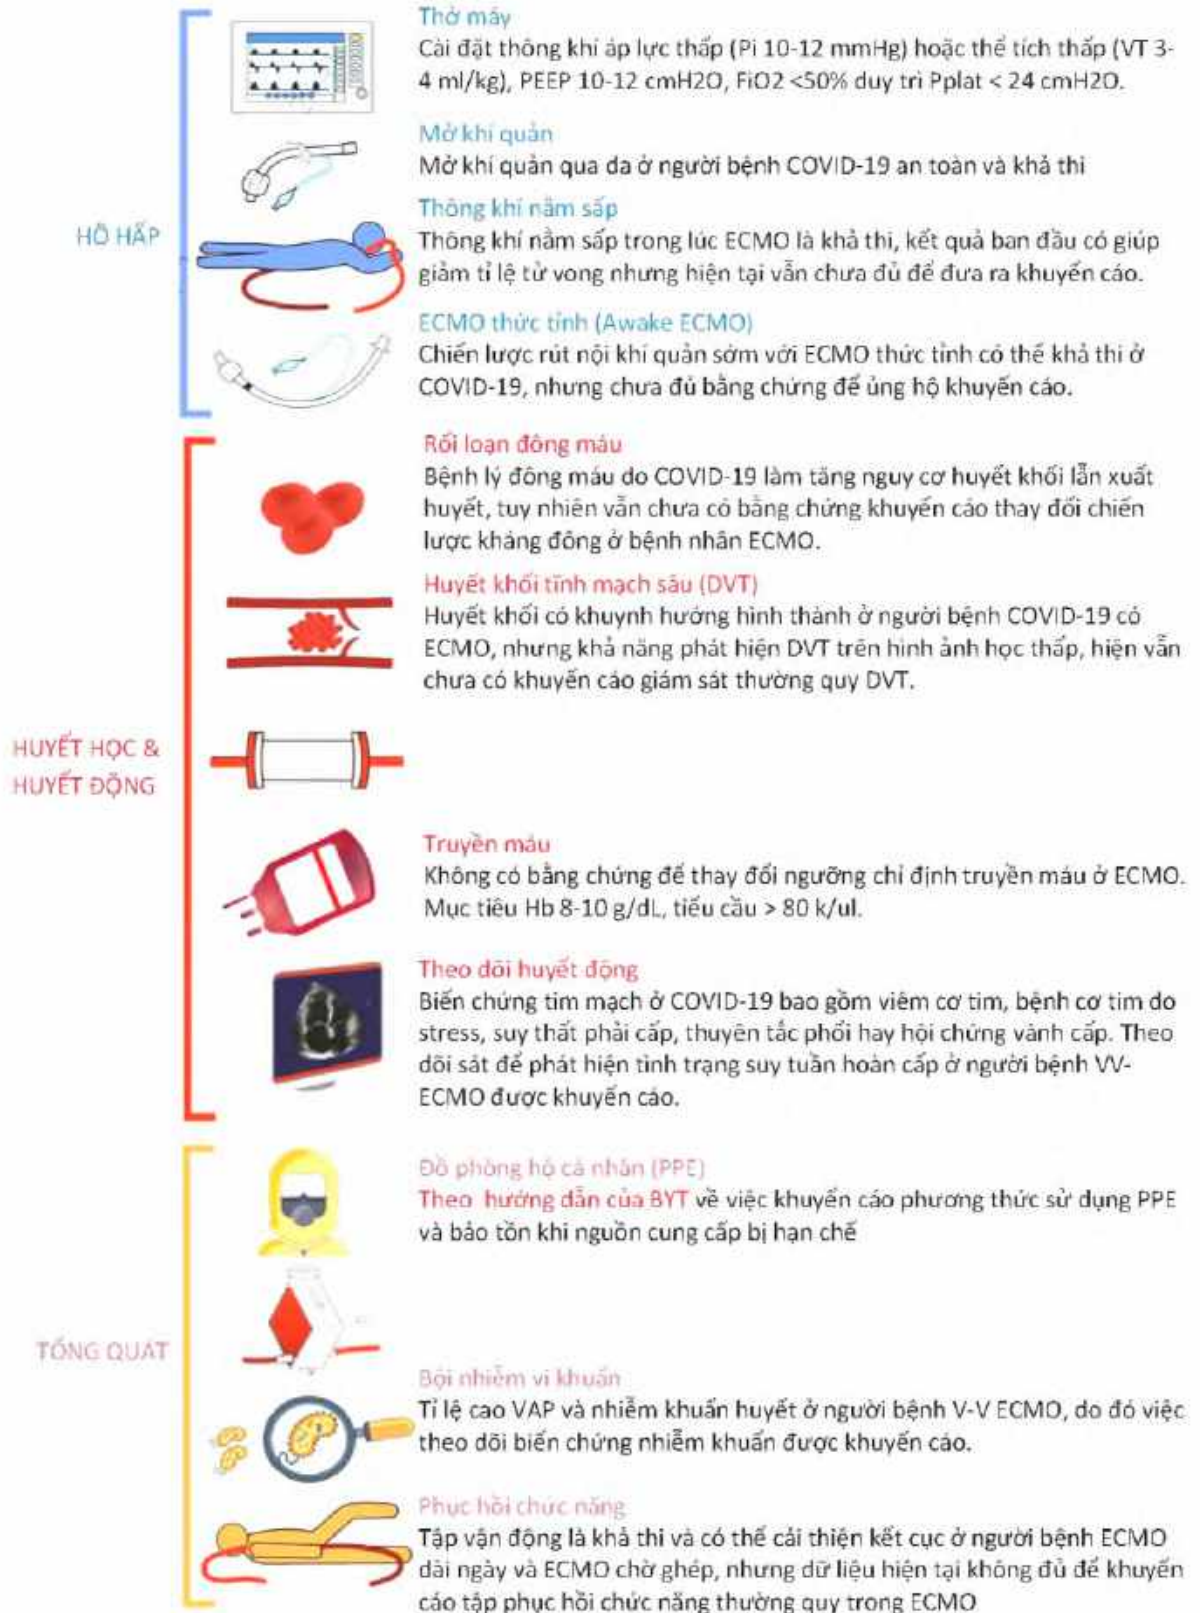 Thở máy
Cài đặt thông khí áp lực thấp (Pi 10-12 mmHg) hoặc thể tích thấp (VT 3-
4 ml/kg), PEEP 10-12 cmH2O, FiO2 <50% duy trì Pplat < 24 cmH2O.
Mở khí quản
Mở khí quản qua da ở người bệnh COVID-19 an toàn và khả thi
HÔ HẤP
Thông khí nằm sấp
Thông khí nằm sấp trong lúc ECMO là khả thi, kết quả ban đầu có giúp
giảm tỉ lệ tử vong nhưng hiện tại vẫn chưa đủ để đưa ra khuyến cáo.
ECMO thức tỉnh (Awake ECMO)
Chiến lược rút nội khí quản sớm với ECMO thức tỉnh có thể khả thi ở
COVID-19, nhưng chưa đủ bằng chứng để ủng hộ khuyến cáo.
Rối loạn đông máu
Bệnh lý đông máu do COVID-19 làm tăng nguy cơ huyết khối lẫn xuất
huyết, tuy nhiên vẫn chưa có bằng chứng khuyến cáo thay đổi chiến
lược kháng đông ở bệnh nhân ECMO.
Huyết khối tĩnh mạch sâu (DVT)
Huyết khối có khuynh hướng hình thành ở người bệnh COVID-19 có
ECMO, nhưng khả năng phát hiện DVT trên hình ảnh học thấp, hiện vẫn
chưa có khuyến cáo giám sát thường quy DVT.
HUYẾT HỌC &
HUYẾT ĐỘNG
Truyền máu
Không có bằng chứng để thay đổi ngưỡng chỉ định truyền máu ở ECMO.
Mục tiêu Hb 8-10 g/dL, tiểu cầu > 80 k/ul.
Theo dõi huyết động
Biến chứng tim mạch ở COVID-19 bao gồm viêm cơ tim, bệnh cơ tim do
stress, suy thất phải cấp, thuyên tắc phổi hay hội chứng vành cấp. Theo
dõi sát để phát hiện tình trạng suy tuần hoàn cấp ở người bệnh VV-
ECMO được khuyến cáo.
Đồ phòng hộ cá nhân (PPE)
Theo hướng dẫn của BYT về việc khuyến cáo phương thức sử dụng PPE
và bảo tồn khi nguồn cung cấp bị hạn chế
TỔNG QUÁT
Bội nhiễm vi khuẩn
Tỉ lệ cao VAP và nhiễm khuẩn huyết ở người bệnh V-V ECMO, do đó việc
theo dõi biến chứng nhiễm khuẩn được khuyến cáo.
Phục hồi chức năng
Tập vận động là khả thi và có thể cải thiện kết cục ở người bệnh ECMO
dài ngày và ECMO chờ ghép, nhưng dữ liệu hiện tại không đủ để khuyến
cáo tập phục hồi chức năng thường quy trong ECMO